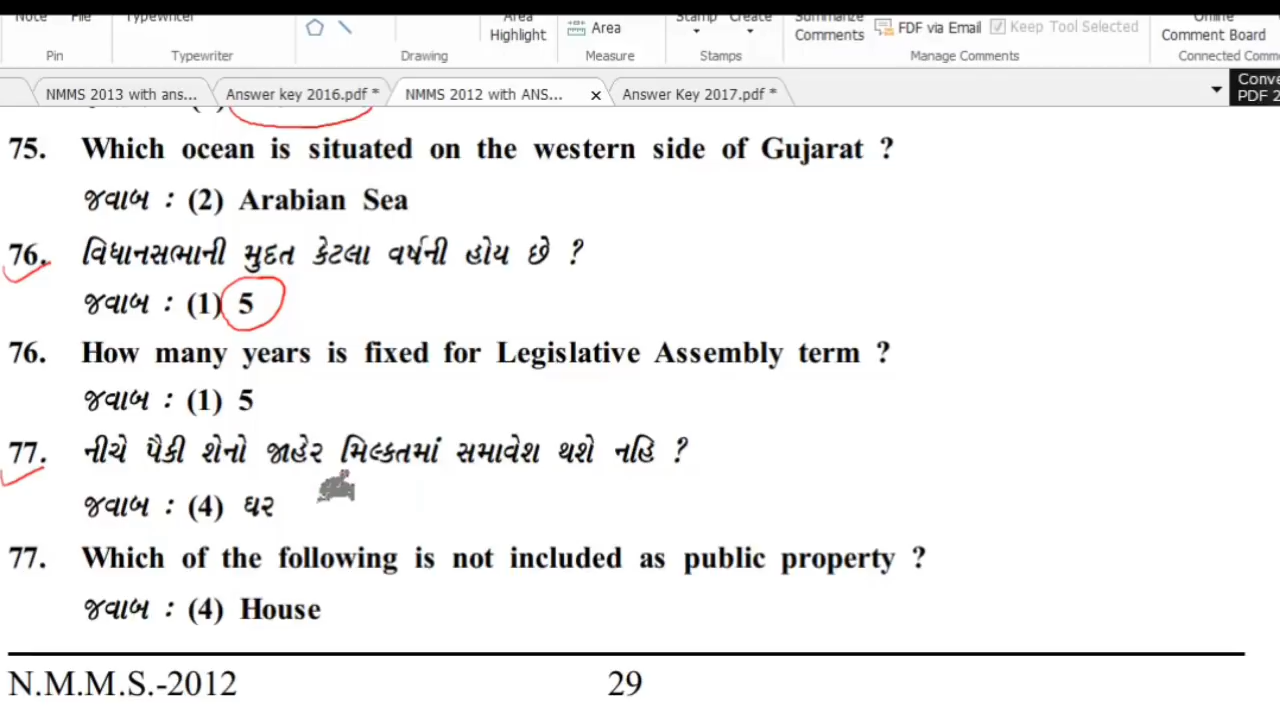 Note File Typewriter Area Stamp Create Summarize Online
Highlight Area Comments FDF via Email Keep Tool Selected Comment Board
Pin Typewriter Drawing Measure Stamps Manage Comments Connected Comm
NMMS 2013 with ans... Answer key 2016.pdf * NMMS 2012 with ANS... x Answer Key 2017.pdf * Conve
PDF 2
75. Which ocean is situated on the western side of Gujarat ?
જવાબ : (2) Arabian Sea
76. વિધાનસભાની મુદ્દત કેટલા વર્ષની હોય છે ?
જવાબ : (1) 5
76. How many years is fixed for Legislative Assembly term ?
જવાબ : (1) 5
77. નીચે પૈકી શેનો જાહેર મિલ્કતમાં સમાવેશ થશે નહિ ?
જવાબ : (4) ઘર
77. Which of the following is not included as public property ?
જવાબ : (4) House
N.M.M.S.-2012 29